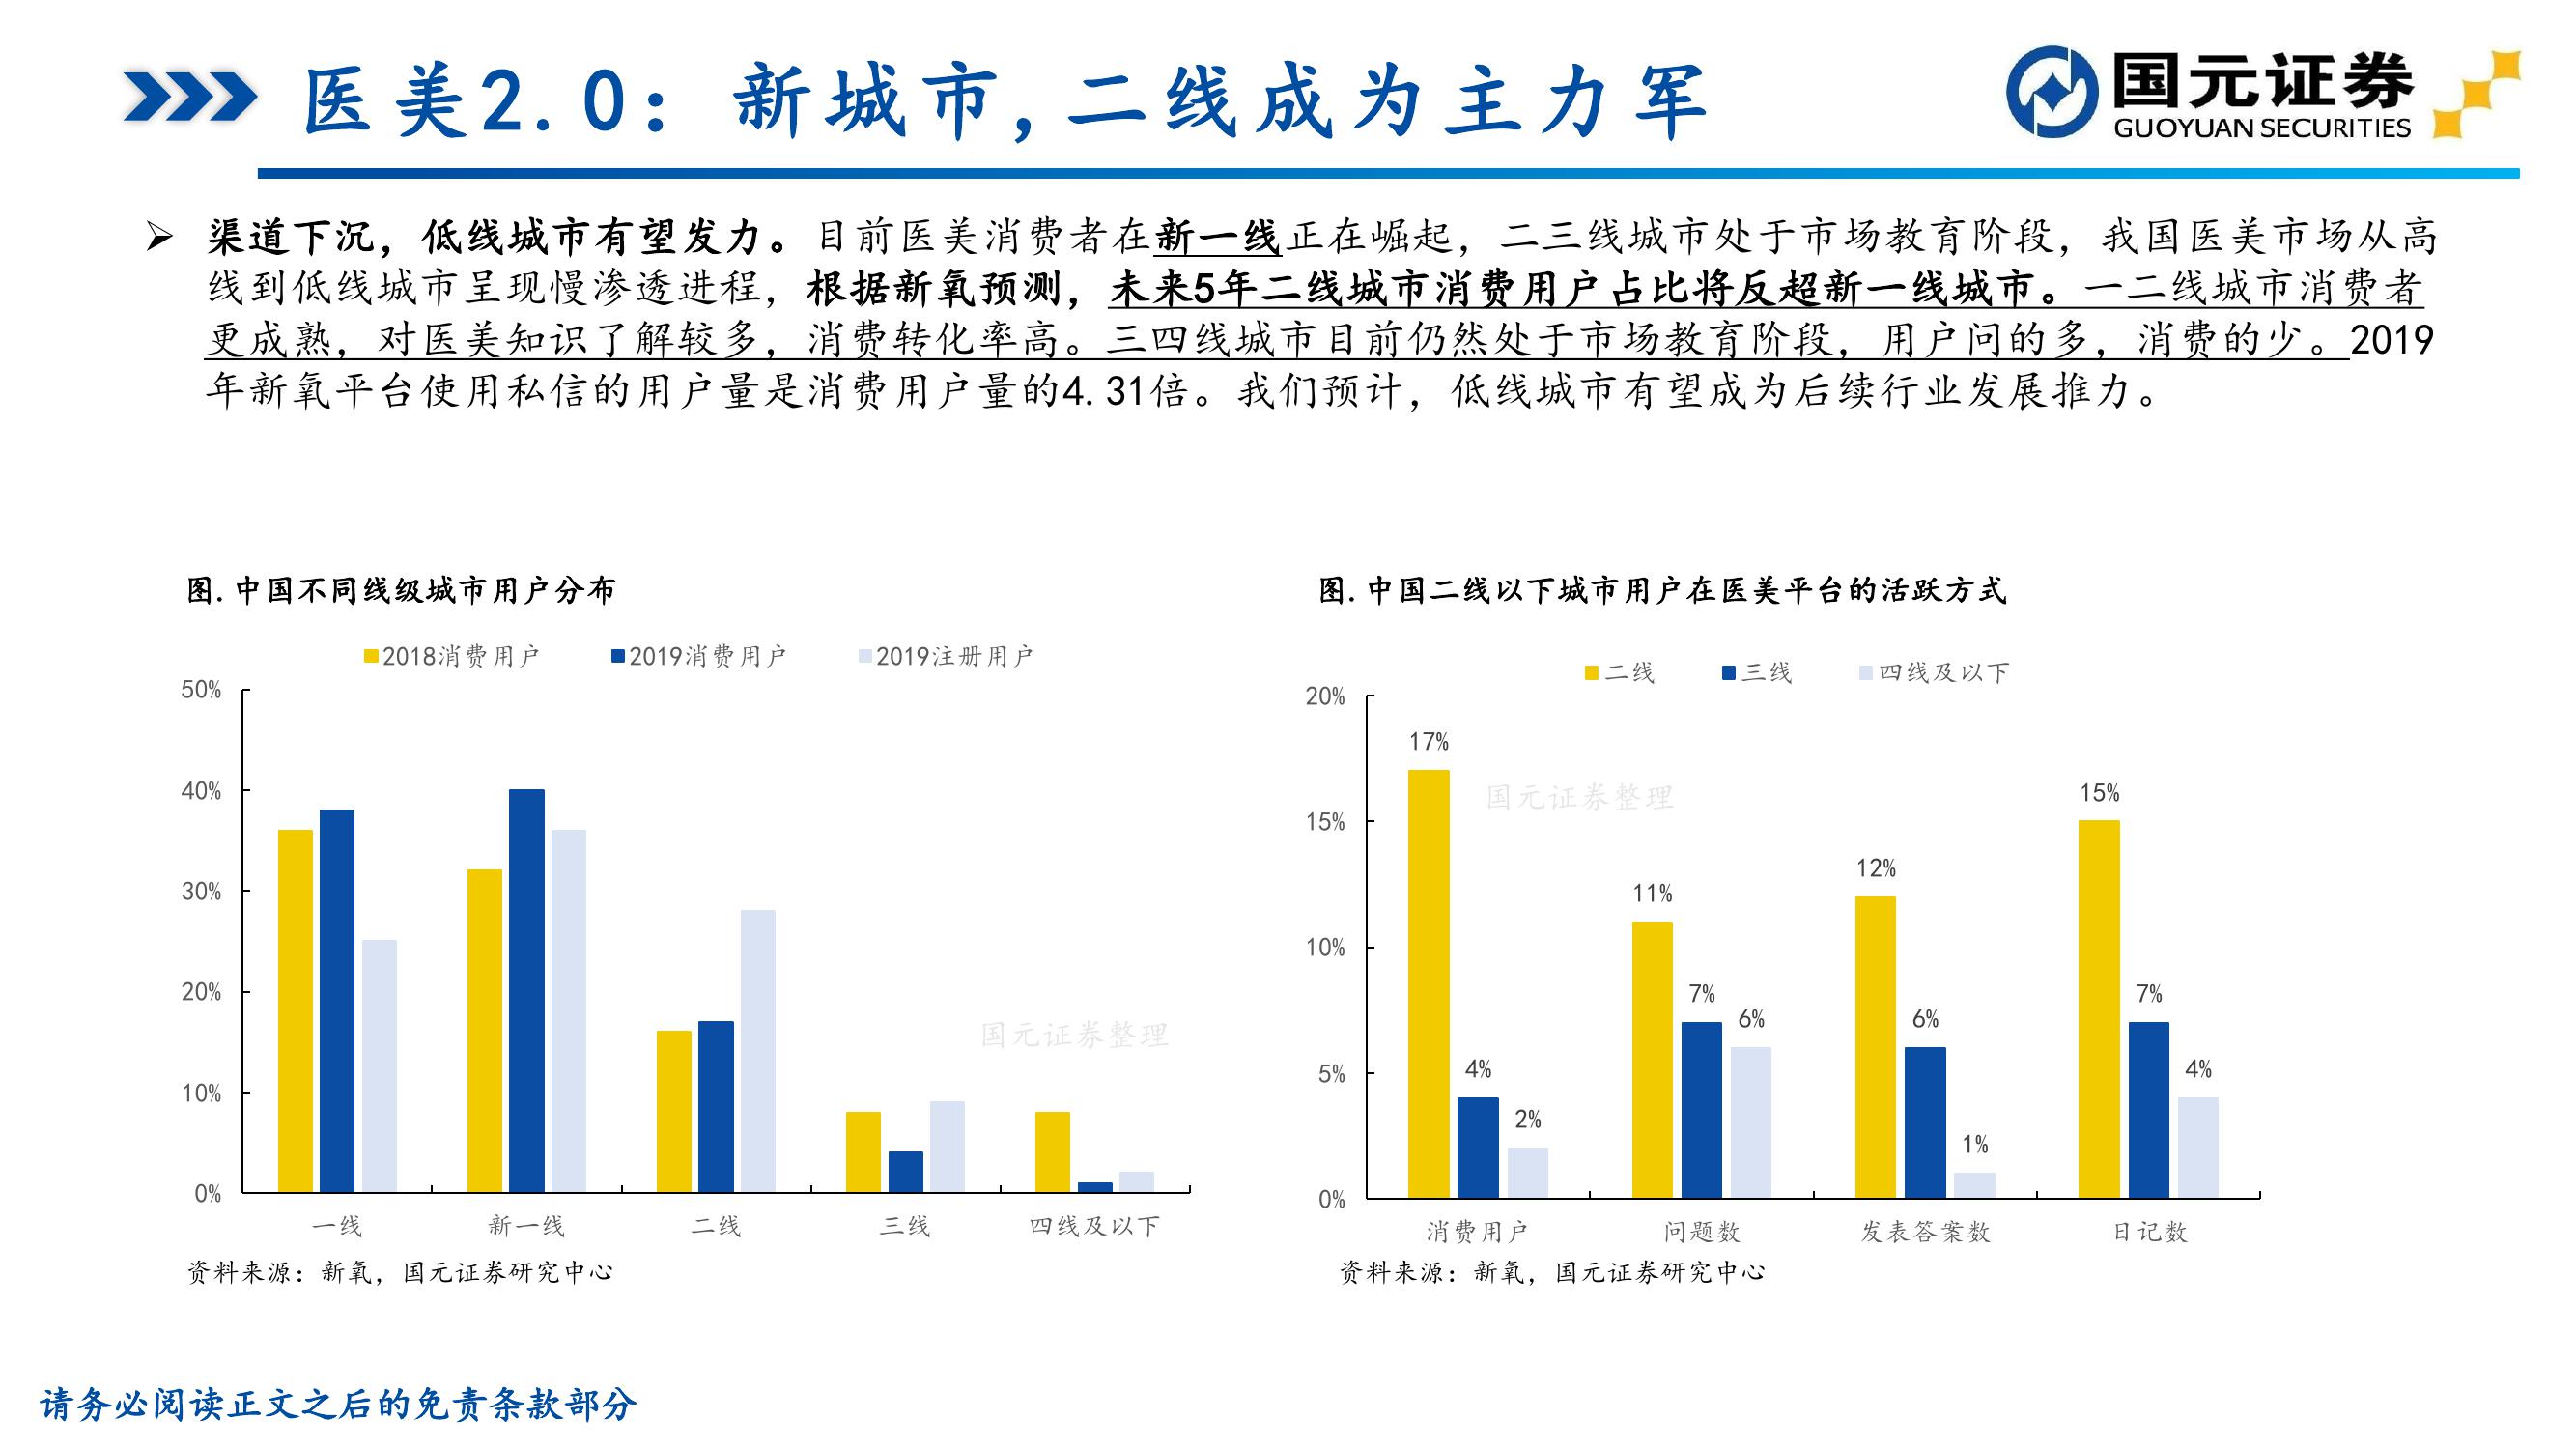 医美2.0：新城市,二线成为主力军
国元证券
GUOYUAN SECURITIES
渠道下沉，低线城市有望发力。目前医美消费者在新一线正在崛起，二三线城市处于市场教育阶段，我国医美市场从高
线到低线城市呈现慢渗透进程，根据新氧预测，未来5年二线城市消费用户占比将反超新一线城市。一二线城市消费者
更成熟，对医美知识了解较多，消费转化率高。三四线城市目前仍然处于市场教育阶段，用户问的多，消费的少。2019
年新氧平台使用私信的用户量是消费用户量的4.31倍。我们预计，低线城市有望成为后续行业发展推力。
图.中国不同线级城市用户分布
2018消费用户 2019消费用户 2019注册用户
50%
40%
30%
20%
10%
0%
国元证券整理
一线 新一线 二线 三线 四线及以下
资料来源：新氧，国元证券研究中心
图.中国二线以下城市用户在医美平台的活跃方式
二线 三线 四线及以下
20%
15%
10%
5%
0%
国元证券整理
17% 4% 2%
11% 7% 6%
12% 6% 1%
15% 7% 4%
消费用户 问题数 发表答案数 日记数
资料来源：新氧，国元证券研究中心
请务必阅读正文之后的免责条款部分